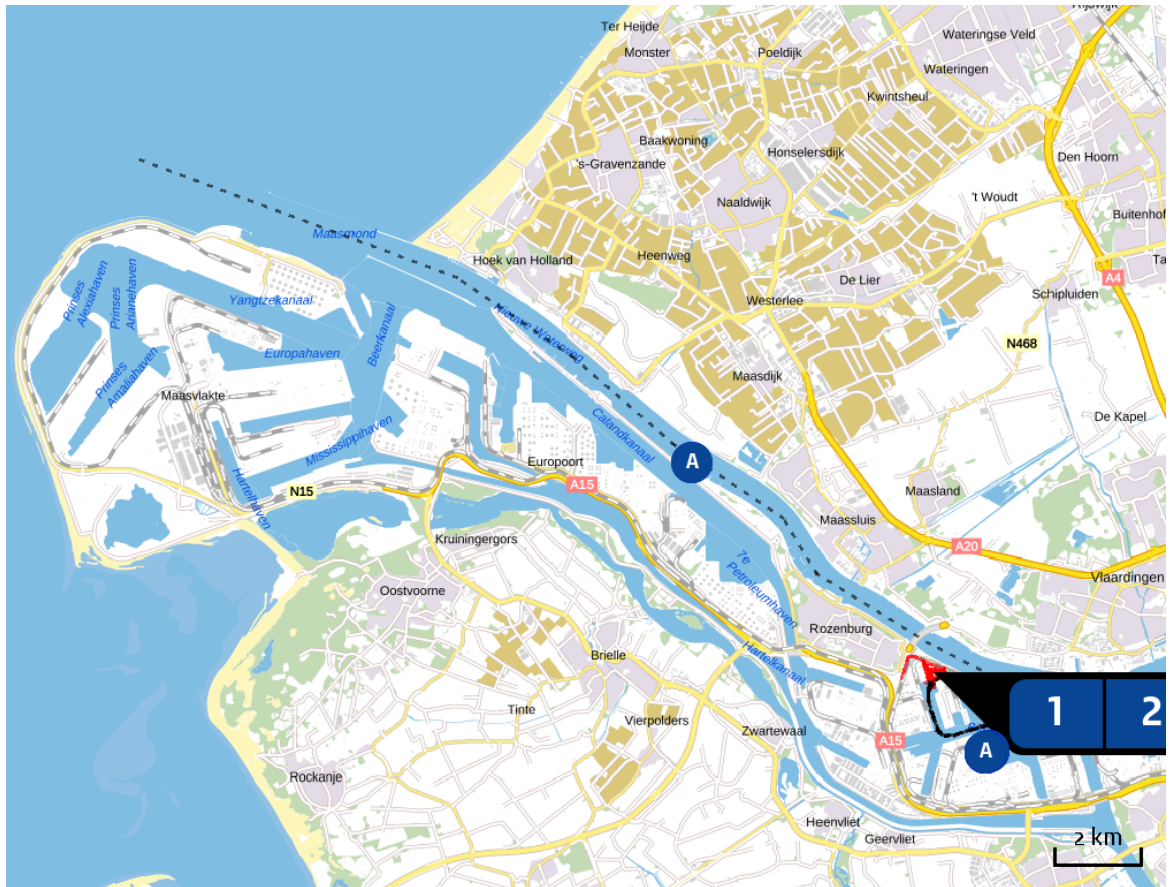 Ter Heijde
Monster
Poeldijk
Wateringse Veld
Wateringen
Kwintsheul
Baakwoning
's-Gravenzande
Honselersdijk
Den Hoorn
't Woudt
Naaldwijk
Buitenhof
Maasmond
Hoek van Holland
Heenweg
De Lier
A4
Schipluiden
Prinses
Alexiahaven
Prinses
Arianehaven
Yangtzekanaal
Westerlee
Nieuwe Waterweg
Beerkanaal
N468
Europahaven
Prinses
Amaliahaven
Maasdijk
Maasvlakte
De Kapel
Calandkanaal
Mississippihaven
Europoort
A
A15
Hartelhaven
N15
Maasland
Maassluis
Kruiningergors
A20
7e
Petroleumhaven
Vlaardingen
Oostvoorne
Rozenburg
Brielle
Hartelkanaal
Tinte
Vierpolders
Zwartewaal
1
2
A15
A
Rockanje
Heenvliet
Geervliet
2 km